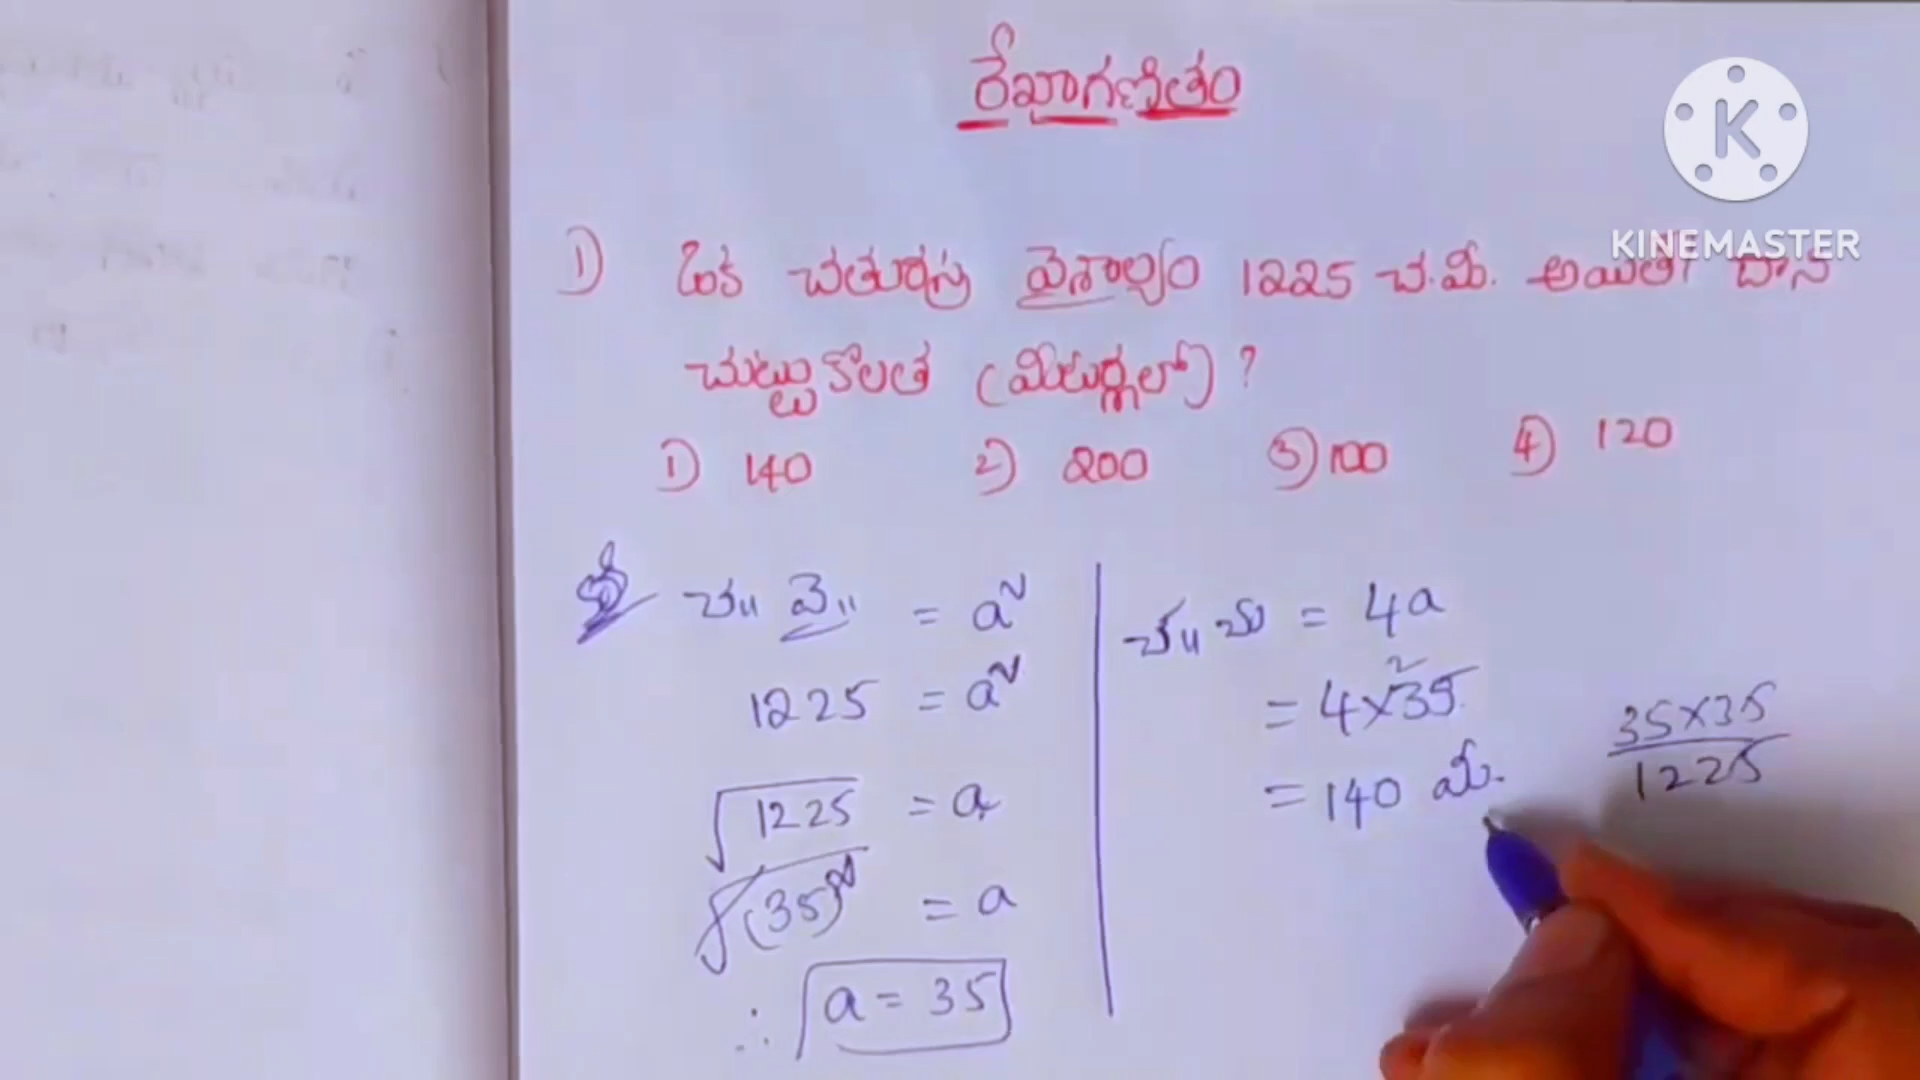 రేఖాగణితం
KINEMASTER
1) ఒక చతురస్ర వైశాల్యం 1225 చ.మీ. అయితే దాని
చుట్టుకొలత (మీటర్లలో) ?
1) 140 2) 200 3) 100 4) 120
చ॥ వై॥ = a²
1225 = a²
√1225 = a
√(35)² = a
∴ a = 35
చ॥ చు = 4a
= 4×35
2
= 140 మీ.
35×35
1225